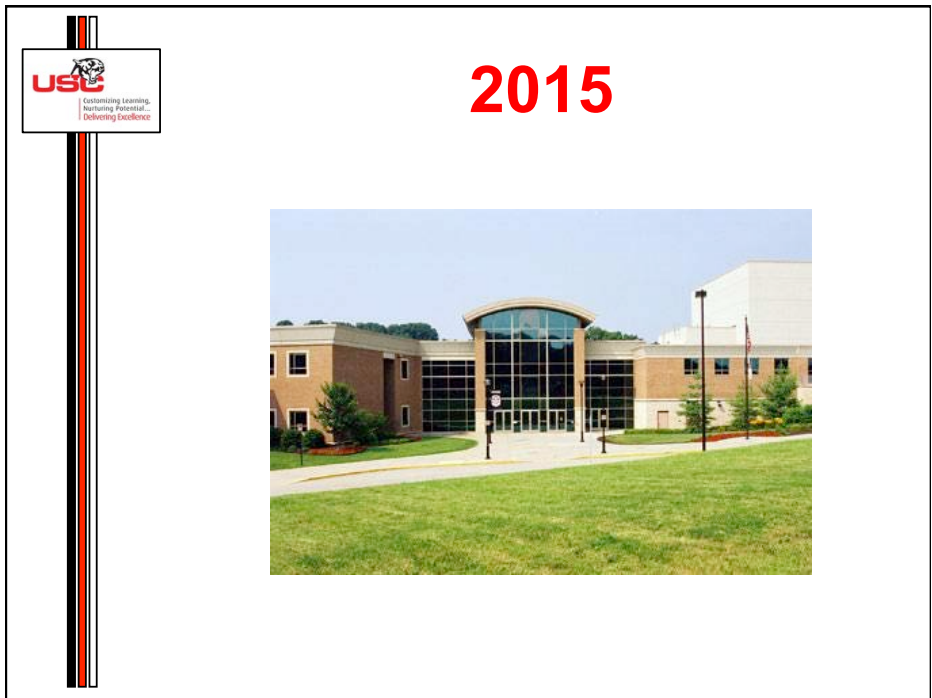 2015
USC
Customizing Learning,
Nurturing Potential...
Delivering Excellence